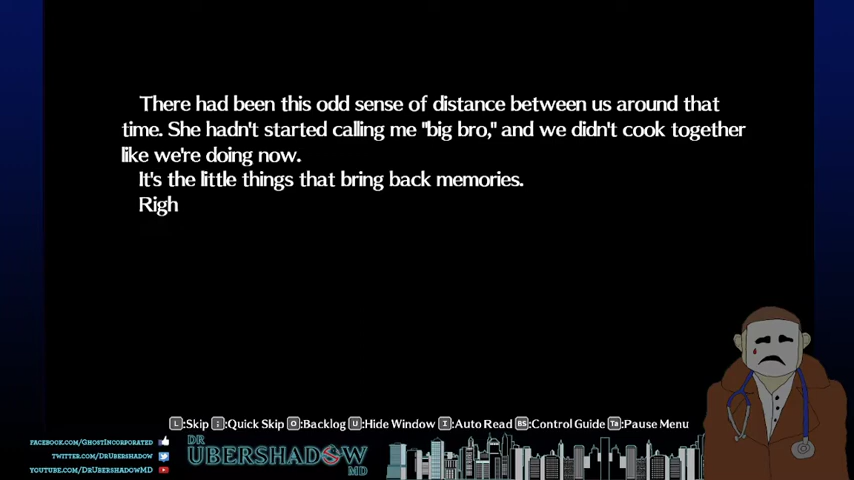 There had been this odd sense of distance between us around that
time. She hadn't started calling me "big bro," and we didn't cook together
like we're doing now.
It's the little things that bring back memories.
Righ
L:Skip ;:Quick Skip O:Backlog U:Hide Window I:Auto Read BS:Control Guide Ta:Pause Menu
FACEBOOK.COM/GHOSTINCORPORATED
TWITTER.COM/DRUBERSHADOW
YOUTUBE.COM/DRUBERSHADOWMD
DR
UBERSHADOW
MD